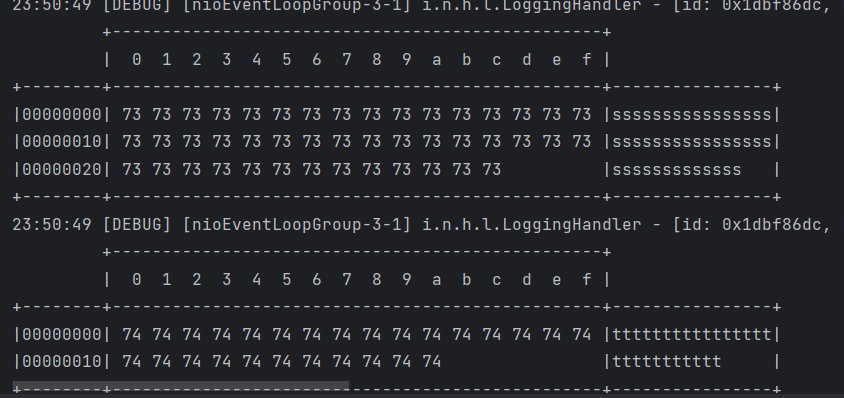 23:50:49 [DEBUG] [nioEventLoopGroup-3-1] i.n.h.l.LoggingHandler - [id: 0x1dbf86dc,
         +-------------------------------------------------+
         |  0  1  2  3  4  5  6  7  8  9  a  b  c  d  e  f |
+--------+-------------------------------------------------+----------------+
|00000000| 73 73 73 73 73 73 73 73 73 73 73 73 73 73 73 73 |ssssssssssssssss|
|00000010| 73 73 73 73 73 73 73 73 73 73 73 73 73 73 73 73 |ssssssssssssssss|
|00000020| 73 73 73 73 73 73 73 73 73 73 73 73 73          |sssssssssssss   |
+--------+-------------------------------------------------+----------------+
23:50:49 [DEBUG] [nioEventLoopGroup-3-1] i.n.h.l.LoggingHandler - [id: 0x1dbf86dc,
         +-------------------------------------------------+
         |  0  1  2  3  4  5  6  7  8  9  a  b  c  d  e  f |
+--------+-------------------------------------------------+----------------+
|00000000| 74 74 74 74 74 74 74 74 74 74 74 74 74 74 74 74 |tttttttttttttttt|
|00000010| 74 74 74 74 74 74 74 74 74 74 74                |ttttttttttt     |
+--------+-------------------------------------------------+----------------+